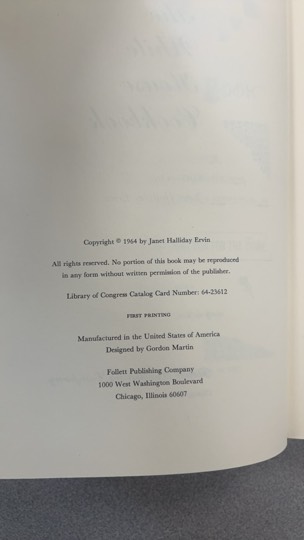 Copyright © 1964 by Janet Halliday Ervin
All rights reserved. No portion of this book may be reproduced
in any form without written permission of the publisher.
Library of Congress Catalog Card Number: 64-23612
FIRST PRINTING
Manufactured in the United States of America
Designed by Gordon Martin
Follett Publishing Company
1000 West Washington Boulevard
Chicago, Illinois 60607